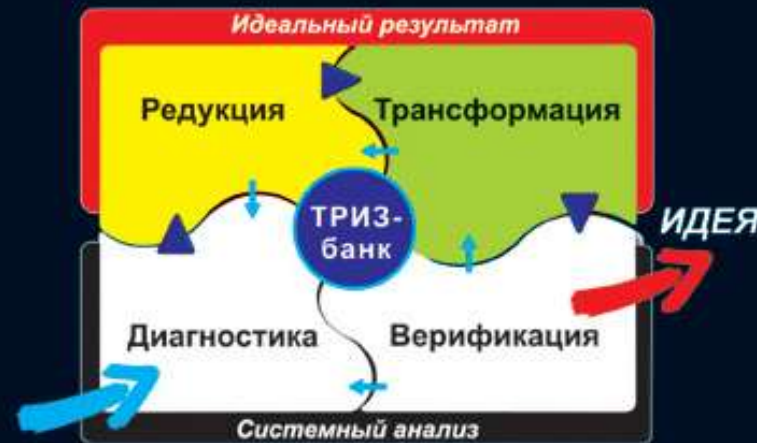 Идеальный результат
Редукция
Трансформация
ТРИЗ-
банк
ИДЕЯ
Диагностика
Верификация
Системный анализ